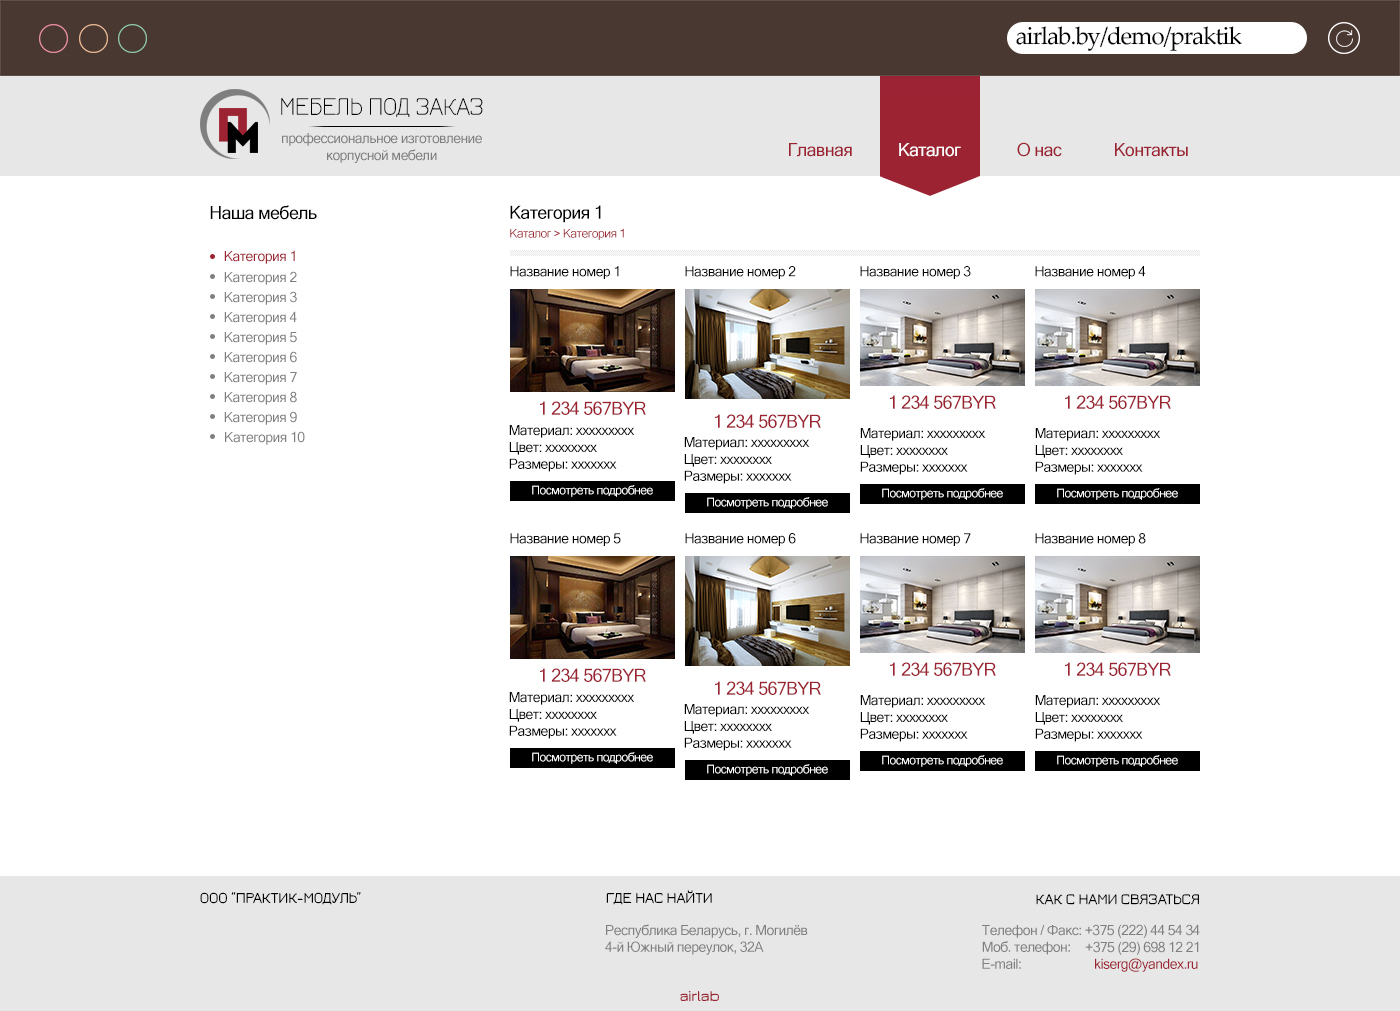 airlab.by/demo/praktik
ПМ
МЕБЕЛЬ ПОД ЗАКАЗ
профессиональное изготовление
корпусной мебели
Главная
Каталог
О нас
Контакты
Наша мебель
Категория 1
Категория 2
Категория 3
Категория 4
Категория 5
Категория 6
Категория 7
Категория 8
Категория 9
Категория 10
Категория 1
Каталог > Категория 1
Название номер 1
1 234 567BYR
Материал: xxxxxxxxx
Цвет: xxxxxxxx
Размеры: xxxxxxx
Посмотреть подробнее
Название номер 2
1 234 567BYR
Материал: xxxxxxxxx
Цвет: xxxxxxxx
Размеры: xxxxxxx
Посмотреть подробнее
Название номер 3
1 234 567BYR
Материал: xxxxxxxxx
Цвет: xxxxxxxx
Размеры: xxxxxxx
Посмотреть подробнее
Название номер 4
1 234 567BYR
Материал: xxxxxxxxx
Цвет: xxxxxxxx
Размеры: xxxxxxx
Посмотреть подробнее
Название номер 5
1 234 567BYR
Материал: xxxxxxxxx
Цвет: xxxxxxxx
Размеры: xxxxxxx
Посмотреть подробнее
Название номер 6
1 234 567BYR
Материал: xxxxxxxxx
Цвет: xxxxxxxx
Размеры: xxxxxxx
Посмотреть подробнее
Название номер 7
1 234 567BYR
Материал: xxxxxxxxx
Цвет: xxxxxxxx
Размеры: xxxxxxx
Посмотреть подробнее
Название номер 8
1 234 567BYR
Материал: xxxxxxxxx
Цвет: xxxxxxxx
Размеры: xxxxxxx
Посмотреть подробнее
ООО "ПРАКТИК-МОДУЛЬ"
ГДЕ НАС НАЙТИ
Республика Беларусь, г. Могилёв
4-й Южный переулок, 32А
КАК С НАМИ СВЯЗАТЬСЯ
Телефон / Факс: +375 (222) 44 54 34
Моб. телефон: +375 (29) 698 12 21
E-mail: kiserg@yandex.ru
airlab